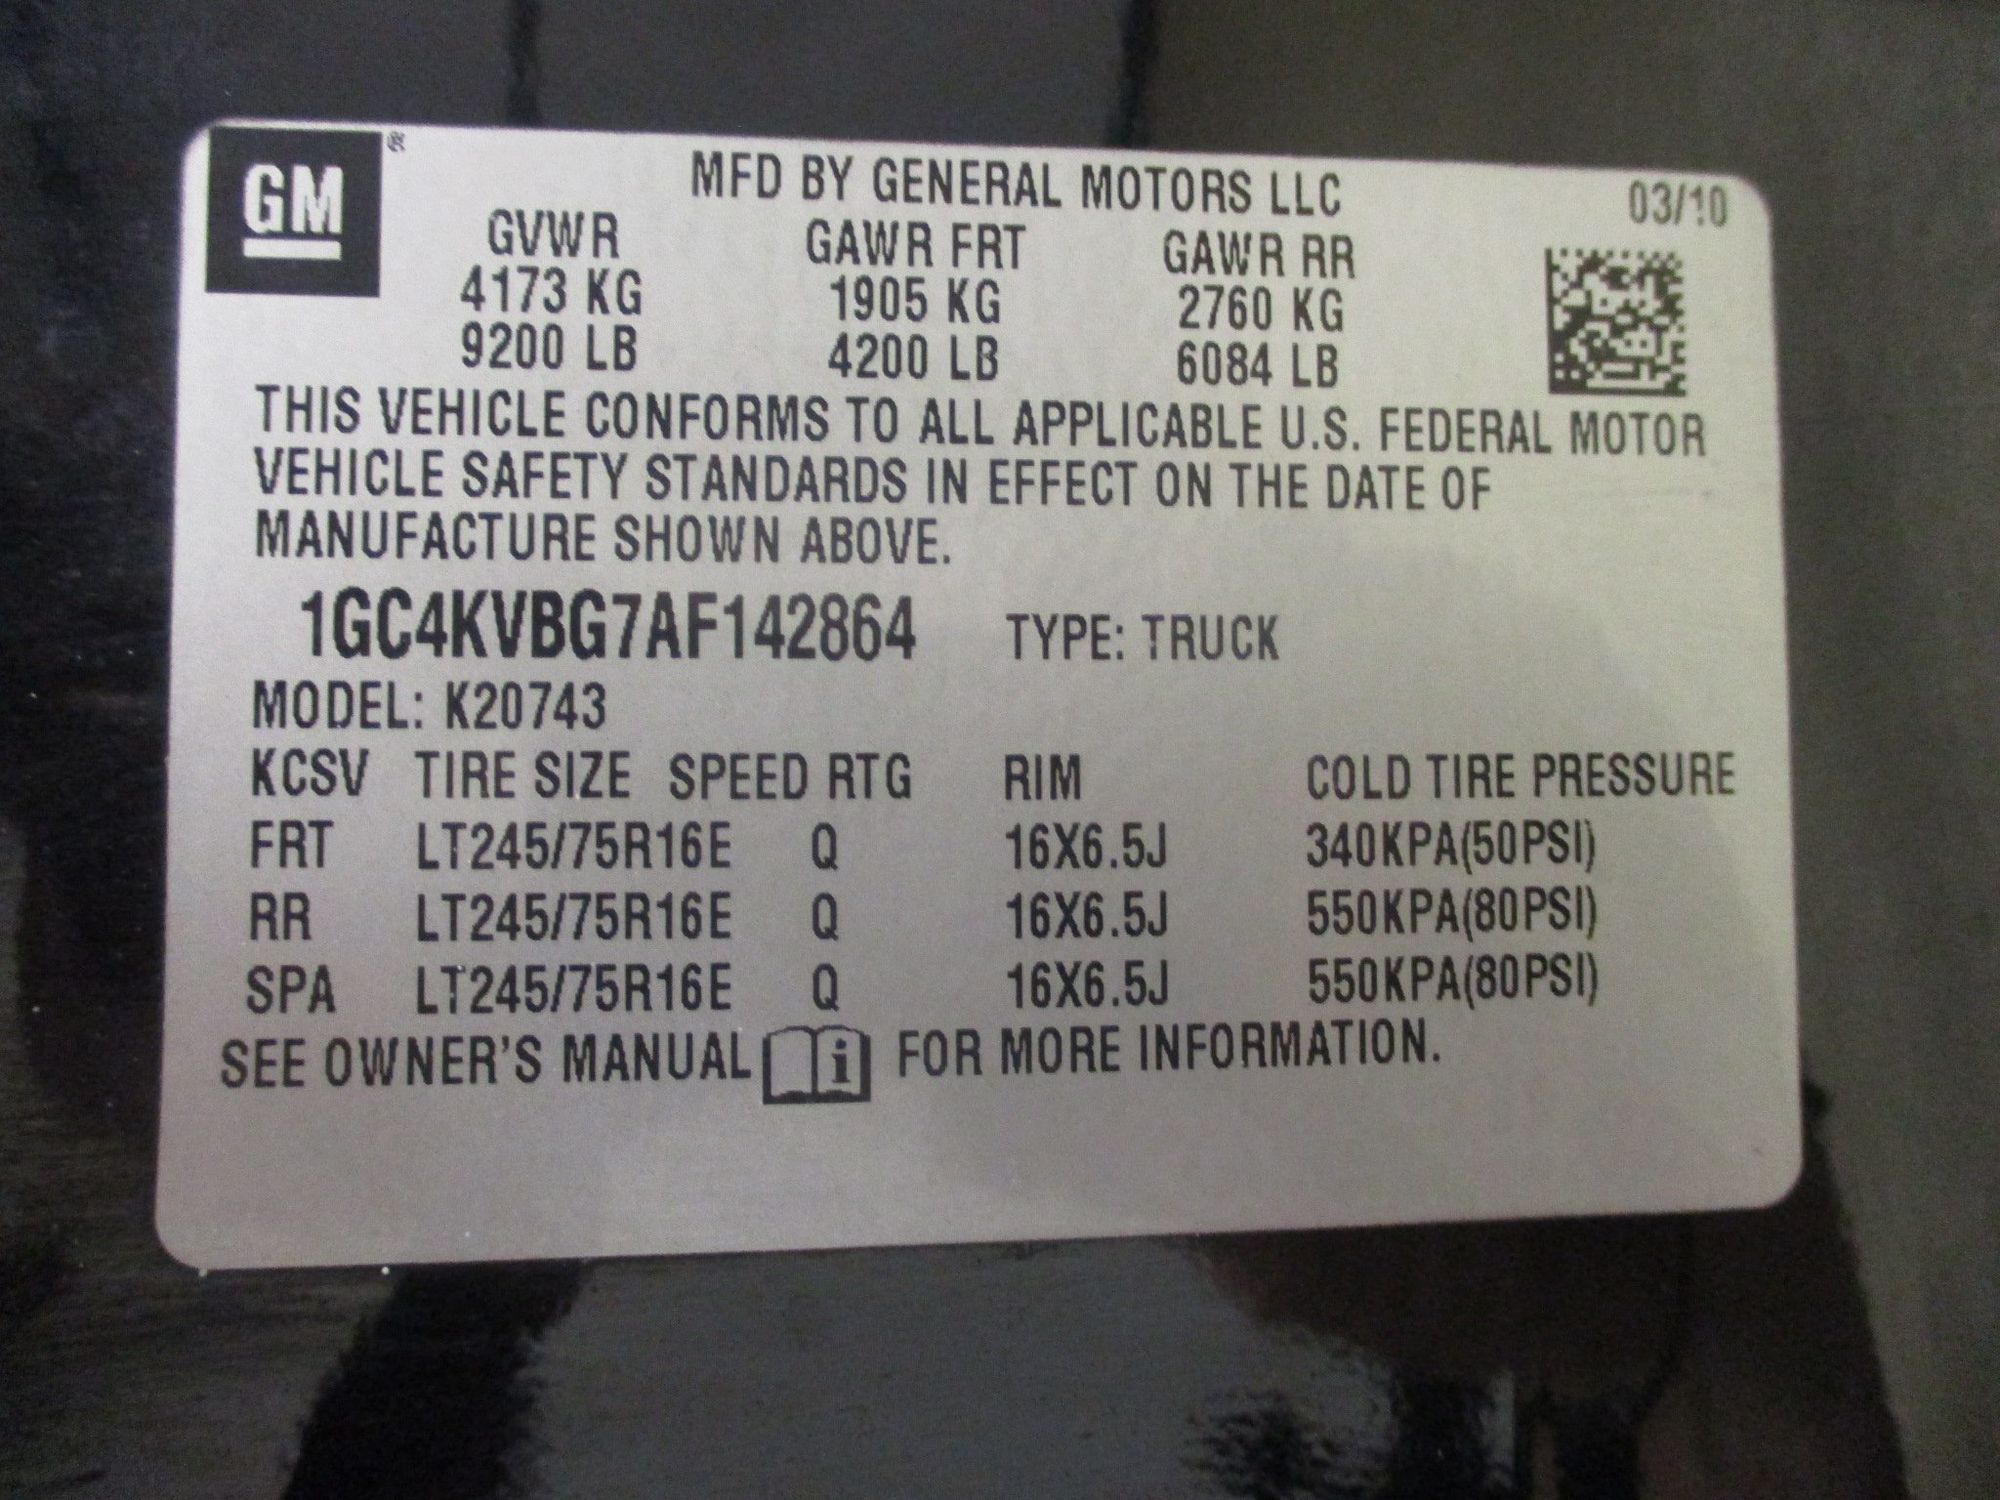 GM ®
MFD BY GENERAL MOTORS LLC 03/10
GVWR GAWR FRT GAWR RR
4173 KG 1905 KG 2760 KG
9200 LB 4200 LB 6084 LB
THIS VEHICLE CONFORMS TO ALL APPLICABLE U.S. FEDERAL MOTOR
VEHICLE SAFETY STANDARDS IN EFFECT ON THE DATE OF
MANUFACTURE SHOWN ABOVE.
1GC4KVBG7AF142864 TYPE: TRUCK
MODEL: K20743
KCSV TIRE SIZE SPEED RTG RIM COLD TIRE PRESSURE
FRT LT245/75R16E Q 16X6.5J 340KPA(50PSI)
RR LT245/75R16E Q 16X6.5J 550KPA(80PSI)
SPA LT245/75R16E Q 16X6.5J 550KPA(80PSI)
SEE OWNER'S MANUAL i FOR MORE INFORMATION.